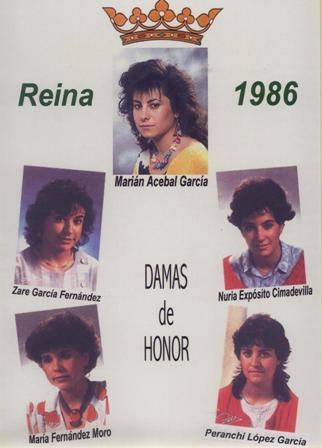 Reina 1986
Marián Acebal García
Zare García Fernández
Nuria Expósito Cimadevilla
DAMAS
de
HONOR
María Fernández Moro
Peranchi López García